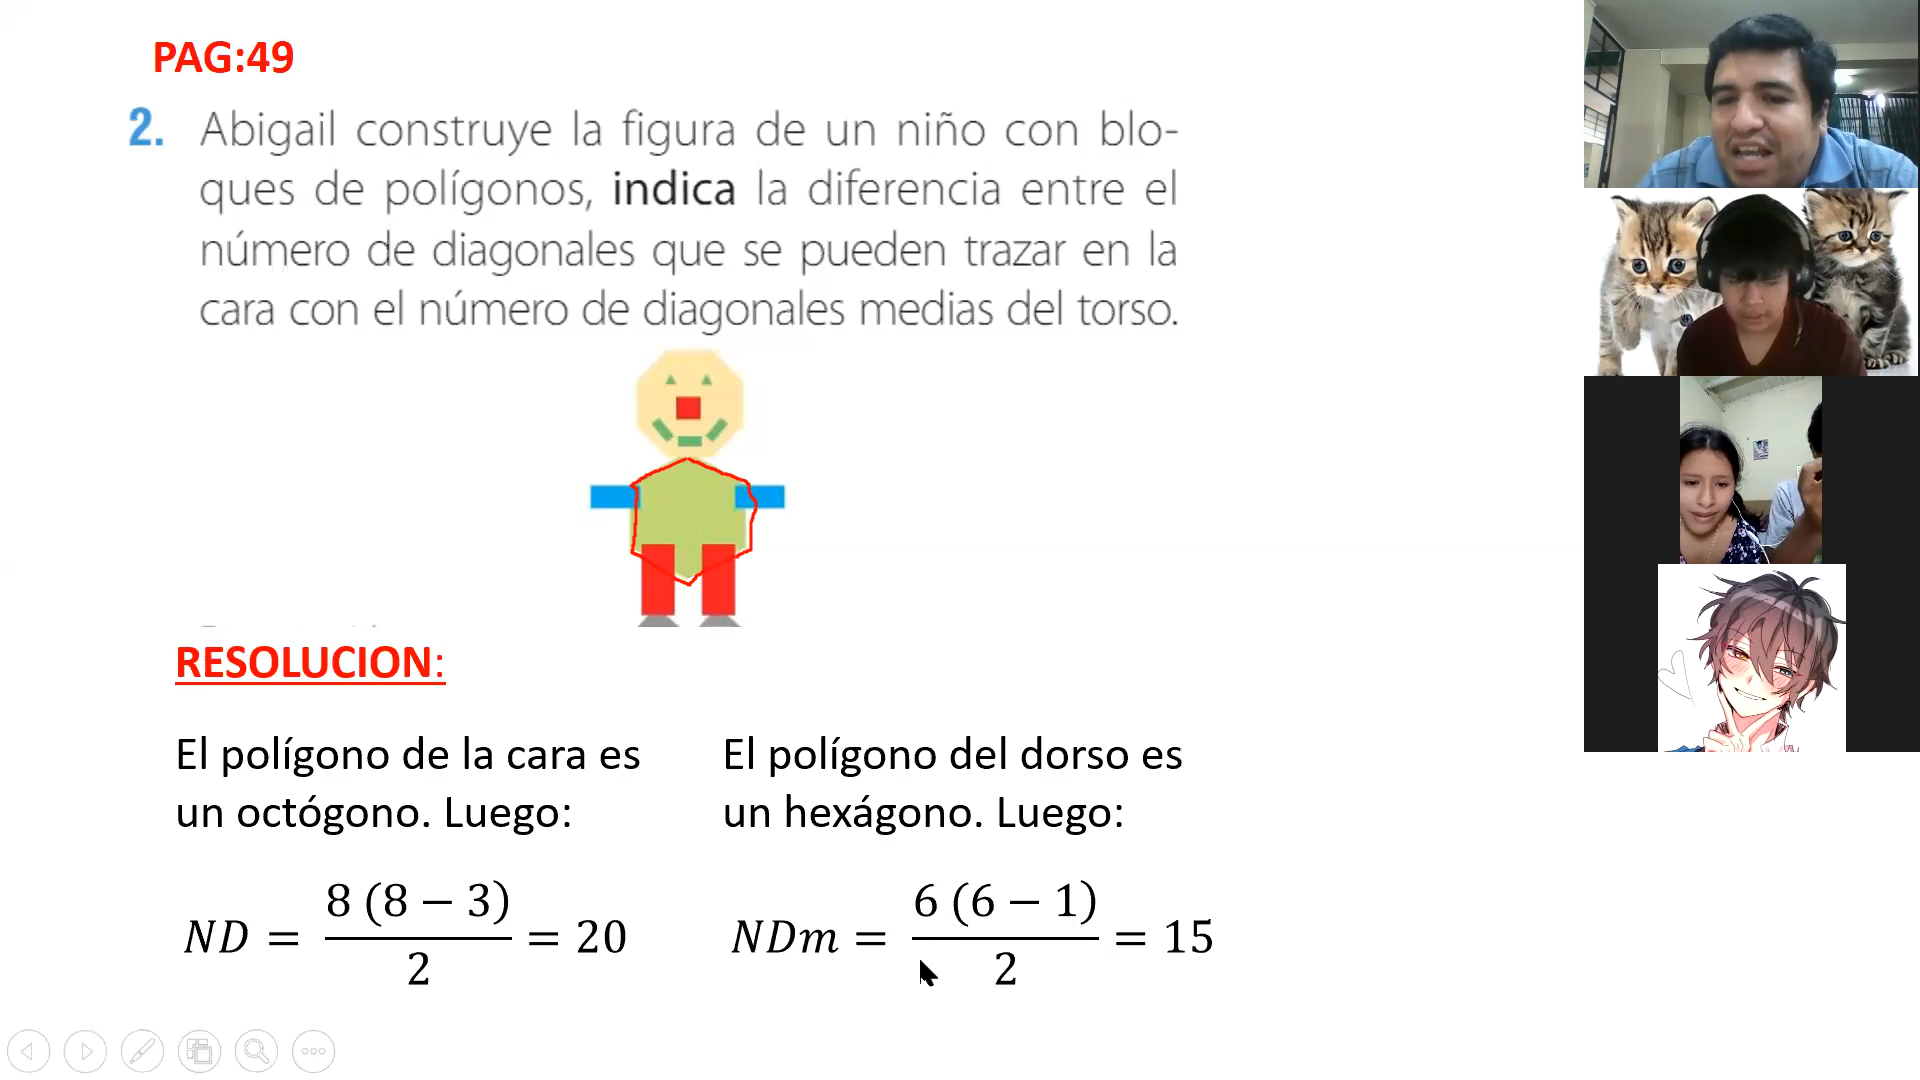 PAG:49
2. Abigail construye la figura de un niño con blo-
ques de polígonos, indica la diferencia entre el
número de diagonales que se pueden trazar en la
cara con el número de diagonales medias del torso.
RESOLUCION:
El polígono de la cara es
un octógono. Luego:
ND = 8 (8 − 3) / 2 = 20
El polígono del dorso es
un hexágono. Luego:
NDm = 6 (6 − 1) / 2 = 15